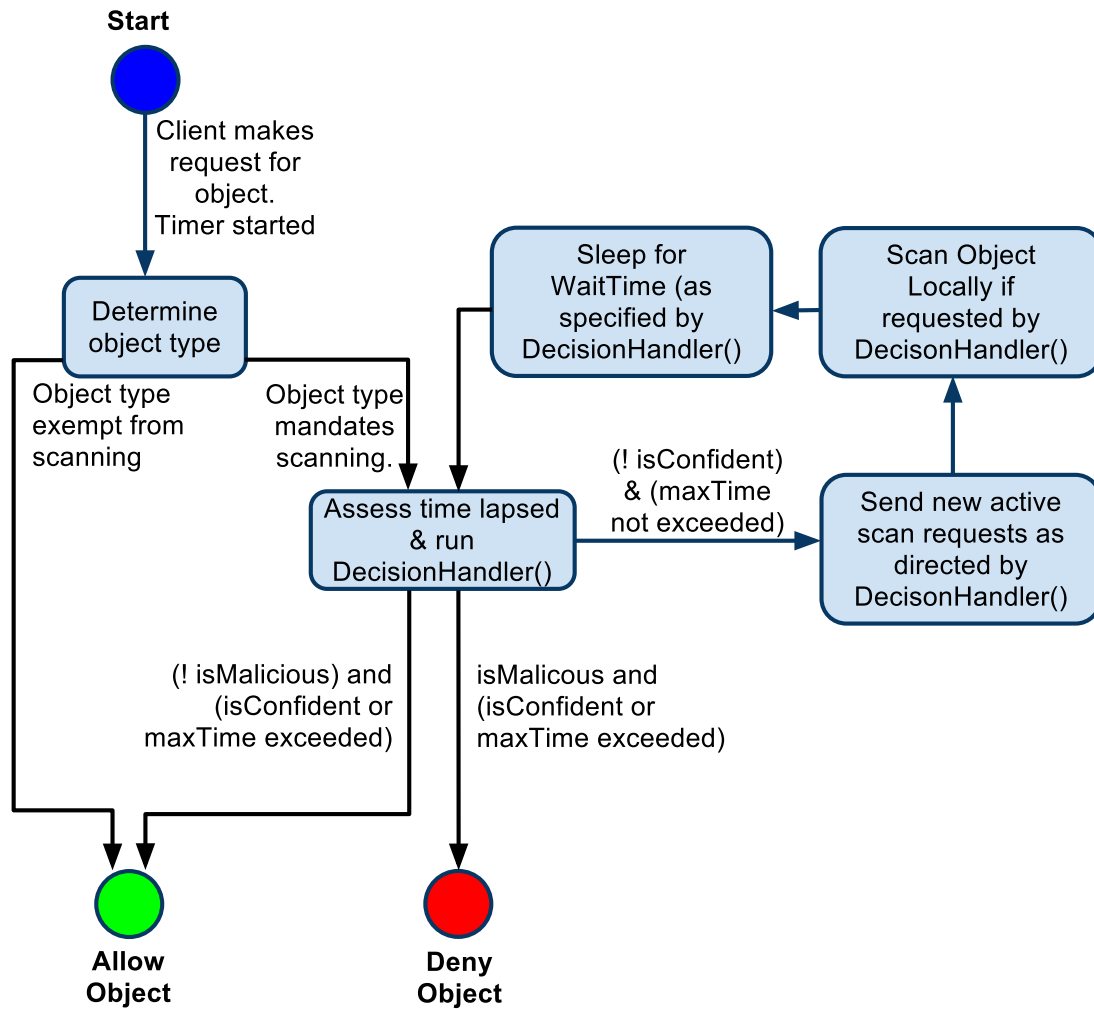 Start
Client makes
request for
object.
Timer started
Determine
object type
Object type
exempt from
scanning
Object type
mandates
scanning.
Sleep for
WaitTime (as
specified by
DecisionHandler()
Scan Object
Locally if
requested by
DecisonHandler()
Assess time lapsed
& run
DecisionHandler()
(! isConfident)
& (maxTime
not exceeded)
Send new active
scan requests as
directed by
DecisonHandler()
(! isMalicious) and
(isConfident or
maxTime exceeded)
isMalicous and
(isConfident or
maxTime exceeded)
Allow
Object
Deny
Object